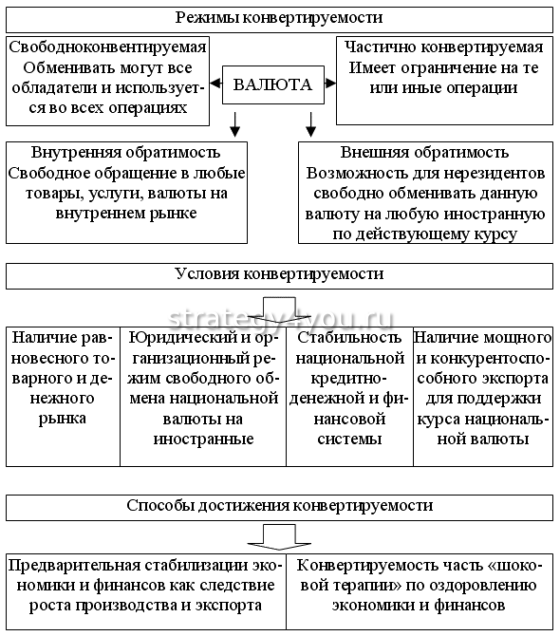 Режимы конвертируемости
Свободноконвентируемая
Обменивать могут все
обладатели и использует-
ся во всех операциях
ВАЛЮТА
Частично конвертируемая
Имеет ограничение на те
или иные операции
Внутренняя обратимость
Свободное обращение в любые
товары, услуги, валюты на
внутреннем рынке
Внешняя обратимость
Возможность для нерезидентов
свободно обменивать данную
валюту на любую иностранную
по действующему курсу
Условия конвертируемости
strategy4you.ru
Наличие рав-
новесного то-
варного и де-
нежного
рынка
Юридический и ор-
ганизационный ре-
жим свободного об-
мена национальной
валюты на
иностранные
Стабильность
национальной
кредитно-
денежной и фи-
нансовой
системы
Наличие мощного
и конкурентоспо-
собного экспорта
для поддержки
курса националь-
ной валюты
Способы достижения конвертируемости
Предварительная стабилизации эко-
номики и финансов как следствие
роста производства и экспорта
Конвертируемость часть «шоко-
вой терапии» по оздоровлению
экономики и финансов